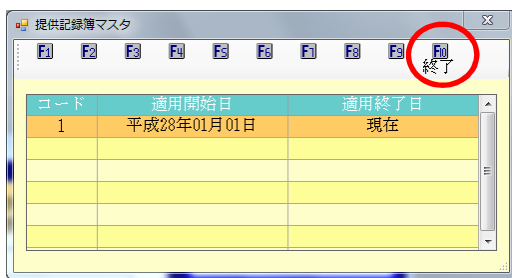 提供記録簿マスタ
F1 F2 F3 F4 F5 F6 F7 F8 F9 F10
終了
コード 適用開始日 適用終了日
1 平成28年01月01日 現在